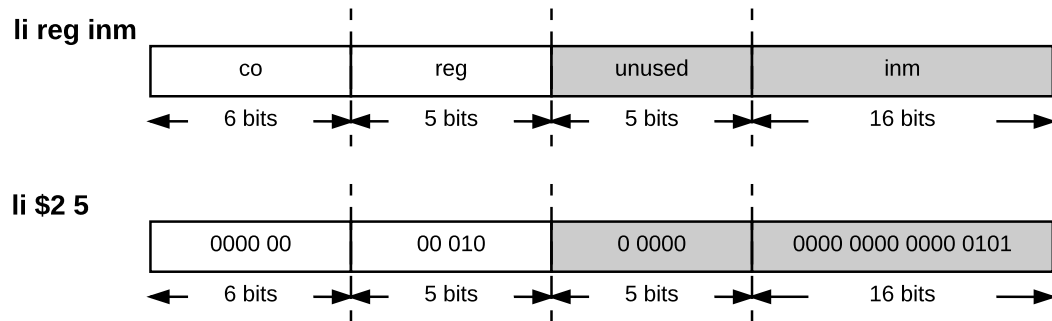 li reg inm
co reg unused inm
6 bits 5 bits 5 bits 16 bits
li $2 5
0000 00 00 010 0 0000 0000 0000 0000 0101
6 bits 5 bits 5 bits 16 bits